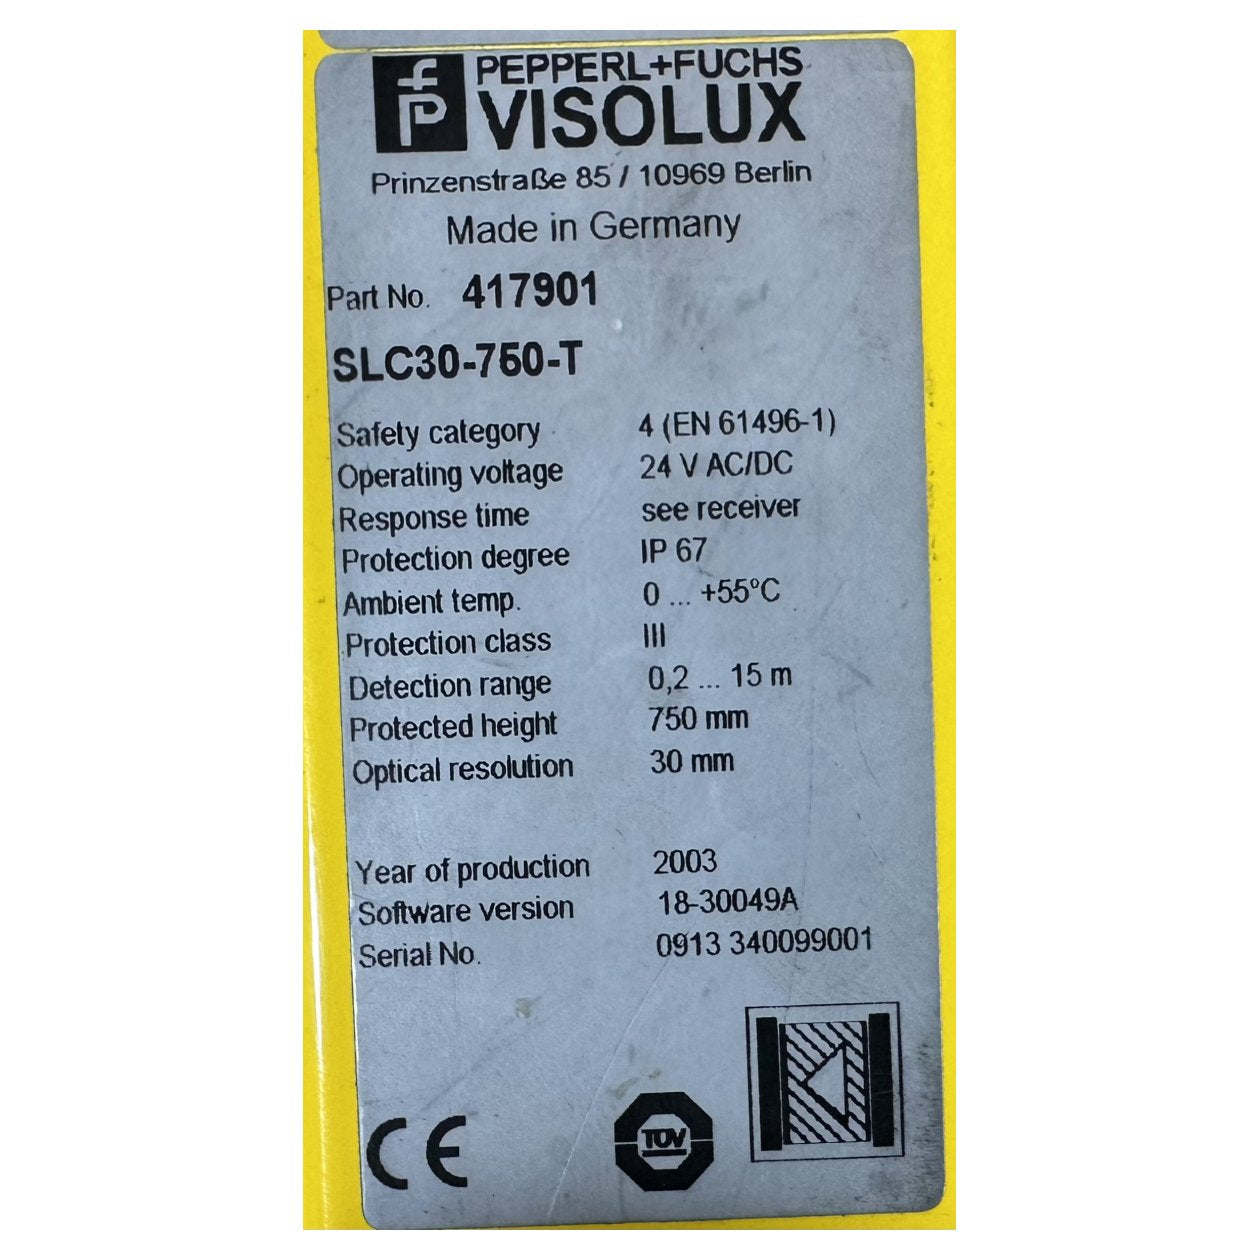 PEPPERL+FUCHS
VISOLUX
Prinzenstraße 85 / 10969 Berlin
Made in Germany
Part No. 417901
SLC30-750-T
Safety category 4 (EN 61496-1)
Operating voltage 24 V AC/DC
Response time see receiver
Protection degree IP 67
Ambient temp. 0 ... +55°C
Protection class III
Detection range 0,2 ... 15 m
Protected height 750 mm
Optical resolution 30 mm
Year of production 2003
Software version 18-30049A
Serial No. 0913 340099001
CE
TÜV